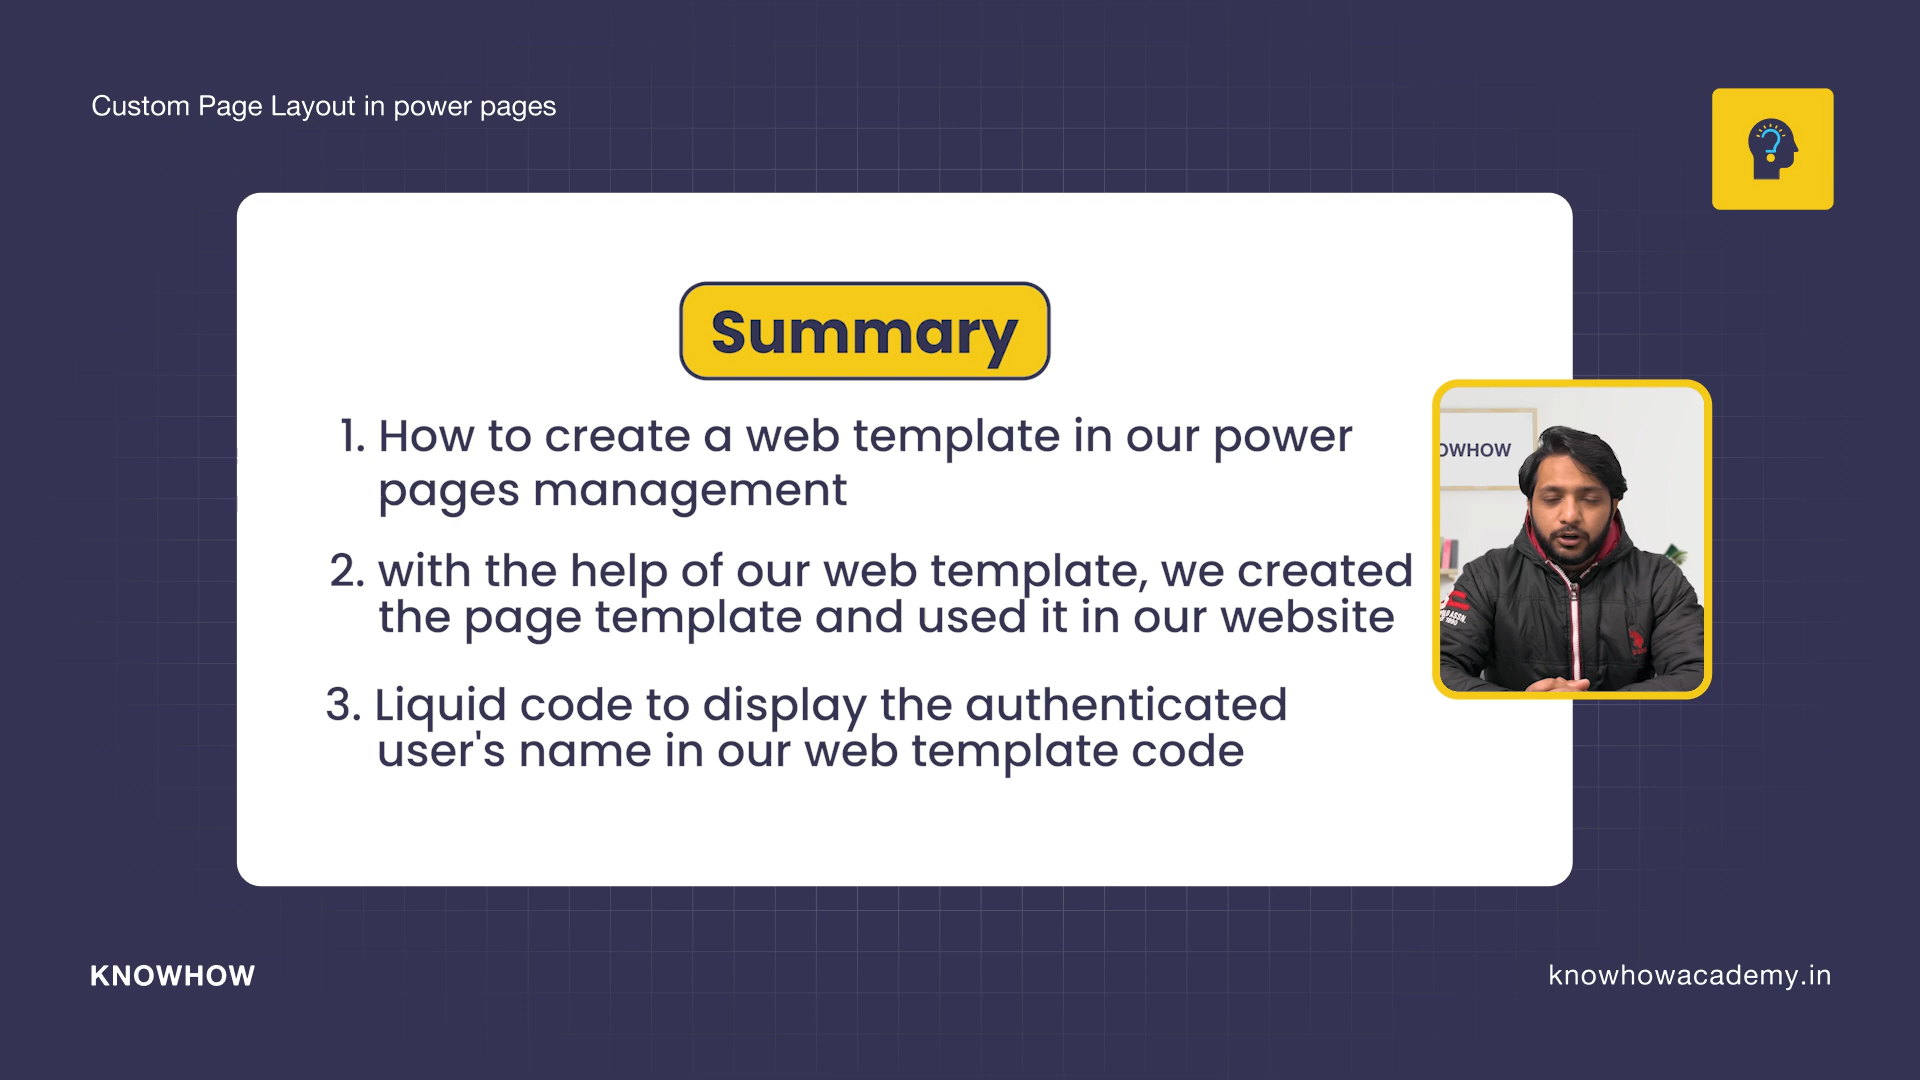 Custom Page Layout in power pages
Summary
1. How to create a web template in our power
pages management
2. with the help of our web template, we created
the page template and used it in our website
3. Liquid code to display the authenticated
user's name in our web template code
OWHOW
KNOWHOW
knowhowacademy.in